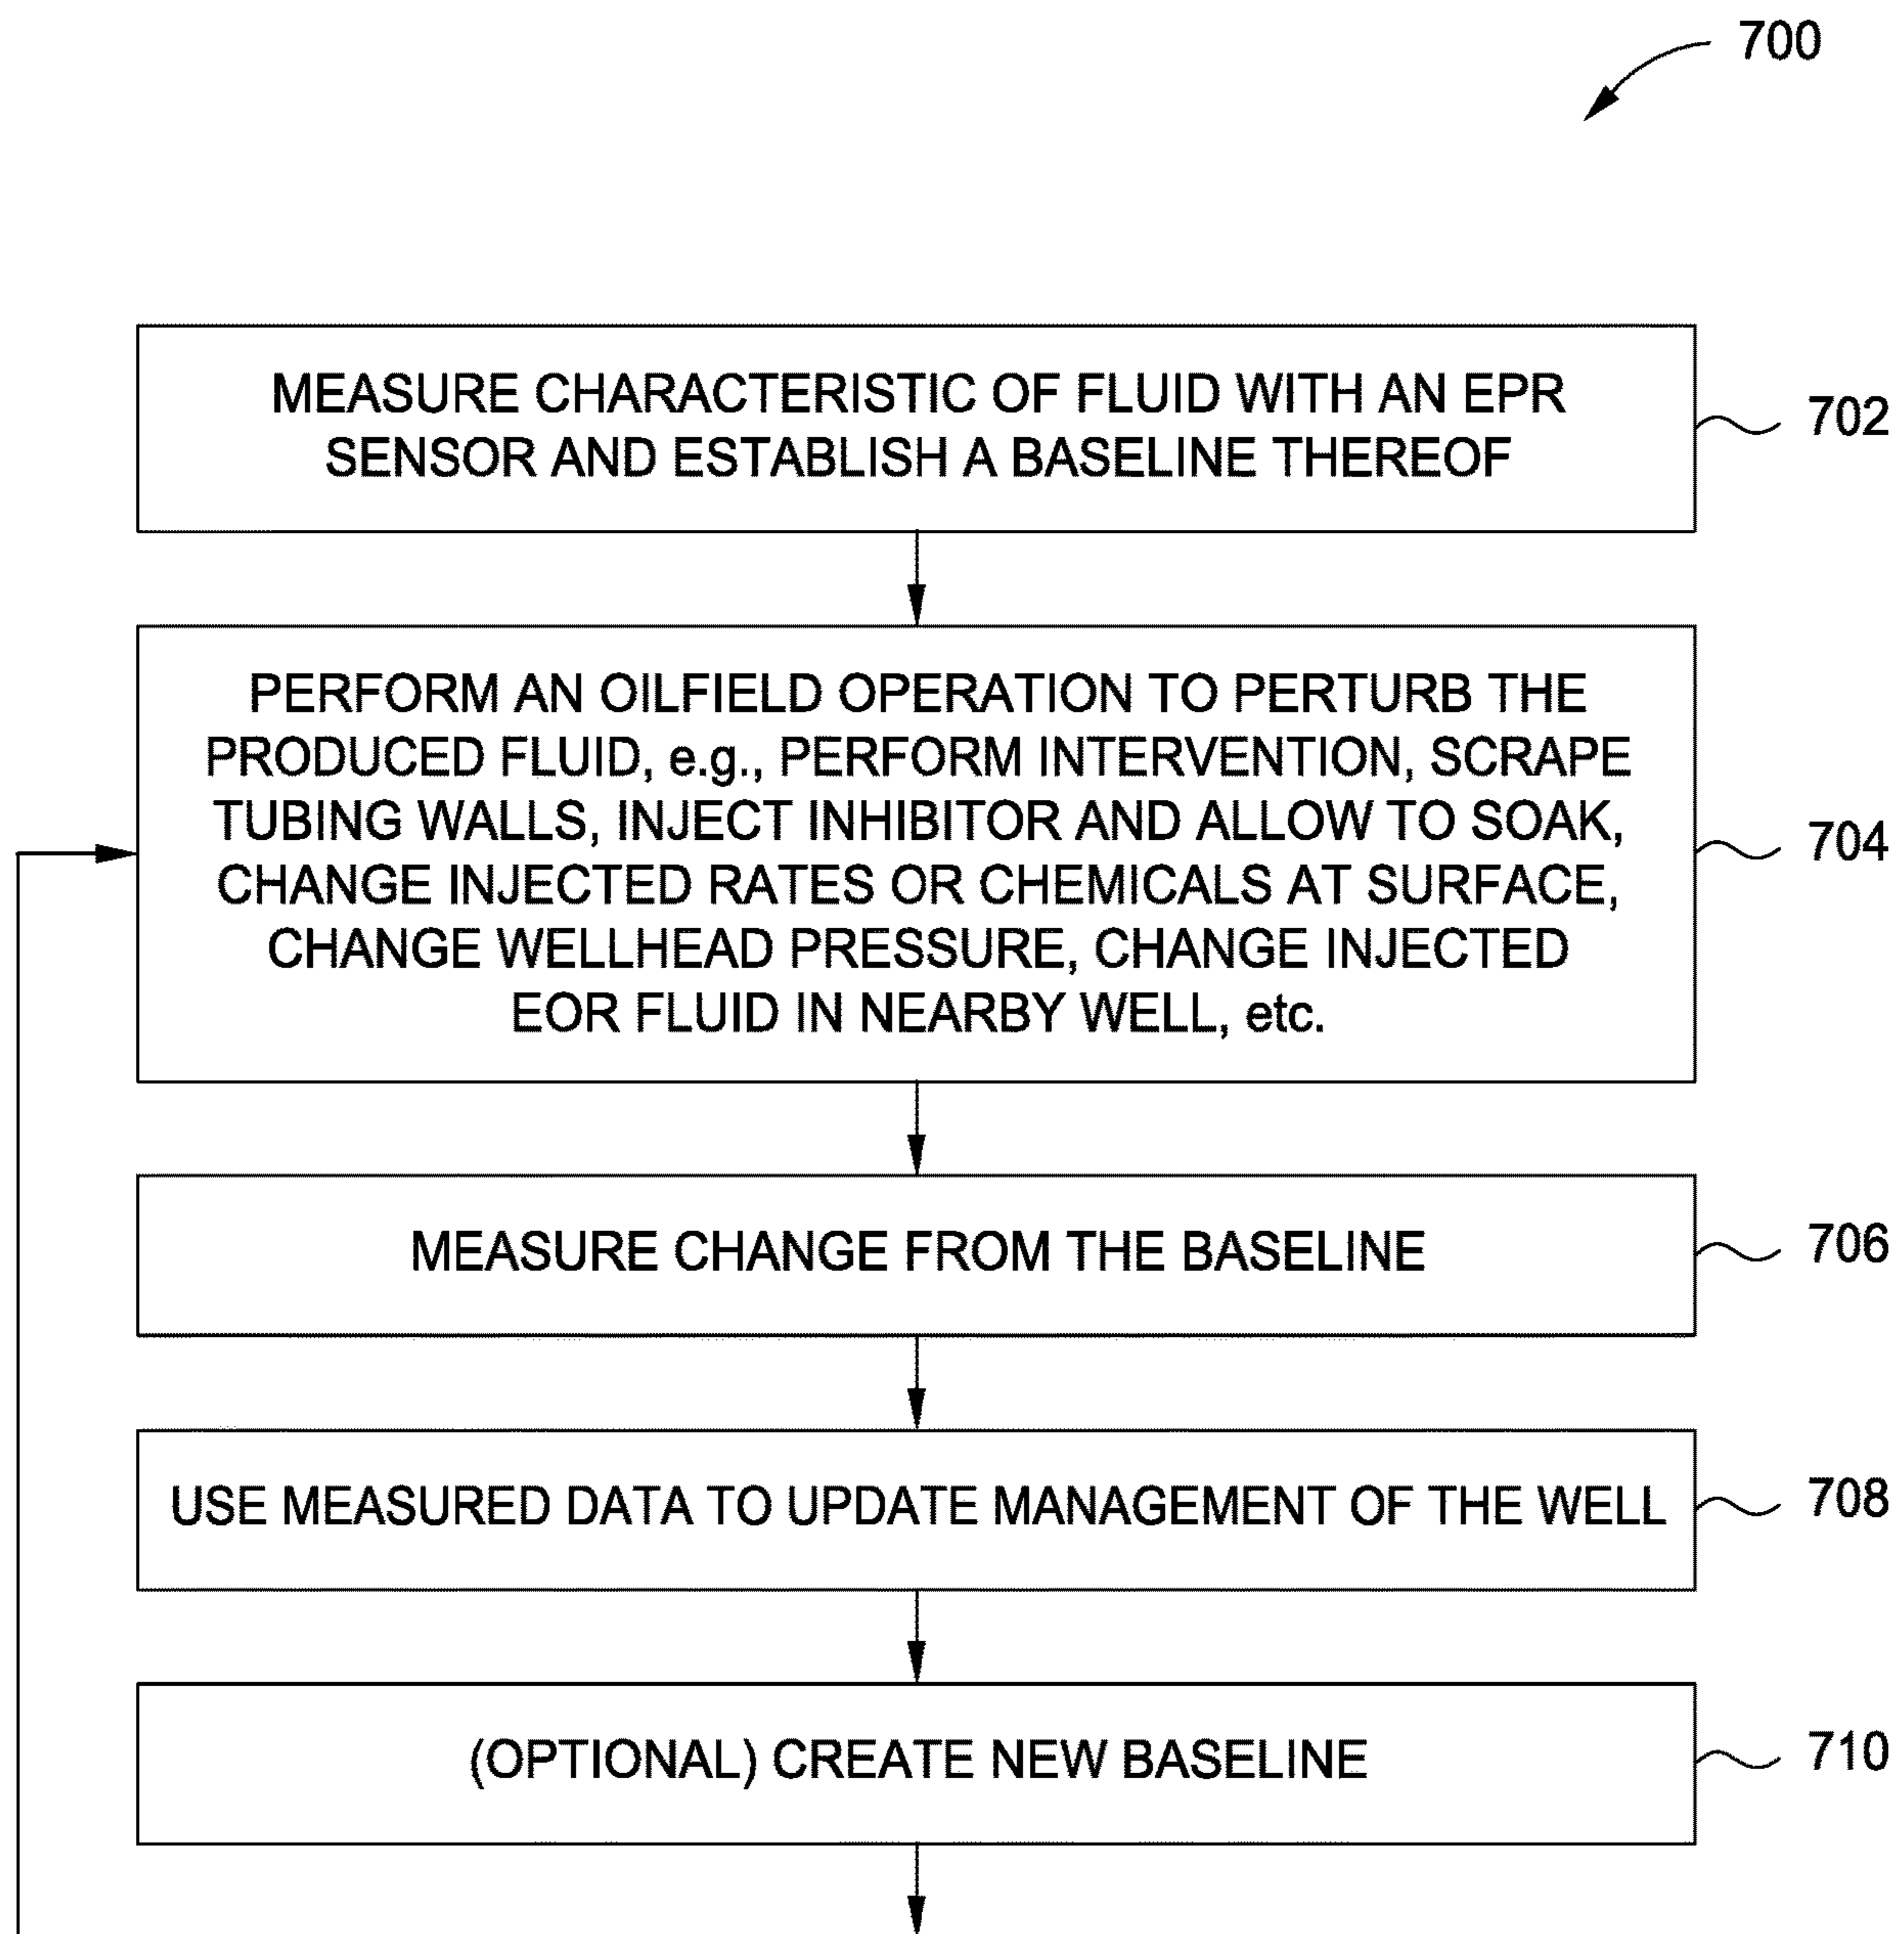 700
MEASURE CHARACTERISTIC OF FLUID WITH AN EPR
SENSOR AND ESTABLISH A BASELINE THEREOF
702
PERFORM AN OILFIELD OPERATION TO PERTURB THE
PRODUCED FLUID, e.g., PERFORM INTERVENTION, SCRAPE
TUBING WALLS, INJECT INHIBITOR AND ALLOW TO SOAK,
CHANGE INJECTED RATES OR CHEMICALS AT SURFACE,
CHANGE WELLHEAD PRESSURE, CHANGE INJECTED
EOR FLUID IN NEARBY WELL, etc.
704
MEASURE CHANGE FROM THE BASELINE
706
USE MEASURED DATA TO UPDATE MANAGEMENT OF THE WELL
708
(OPTIONAL) CREATE NEW BASELINE
710